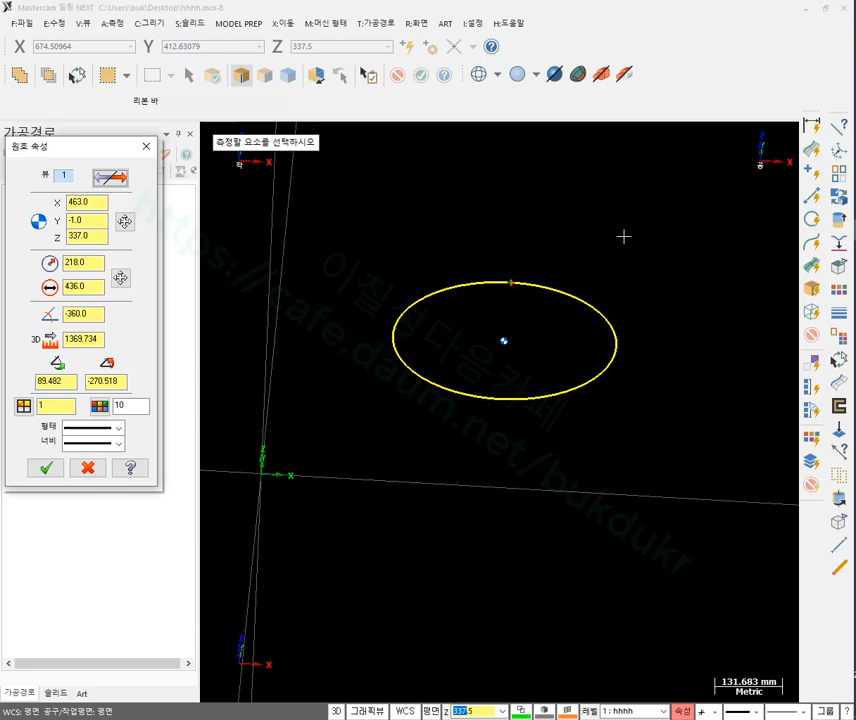 Mastercam 밀링 NEXT C:\Users\buk\Desktop\hhhh.mcx-8
F:파일 E:수정 V:뷰 A:측정 C:그리기 S:솔리드 MODEL PREP X:이동 M:머신 형태 T:가공경로 R:화면 ART I:설정 H:도움말
X 674.50964 Y 412.63079 Z 337.5
리본 바
가공경로
원호 속성
측정할 요소를 선택하시오
뷰 1
X 463.0
Y -1.0
Z 337.0
218.0
436.0
-360.0
3D 1369.734
89.482 -270.518
1 10
형태
너비
X
X
Z
X
Z
X
https://cafe.daum.net/bukdukr
이철성다음카페
131.683 mm
Metric
가공경로 솔리드 Art
WCS: 평면 공구/작업평면: 평면
3D 그래픽뷰 WCS 평면 Z 337.5 레벨 1 : hhhh 속성 그룹 ?